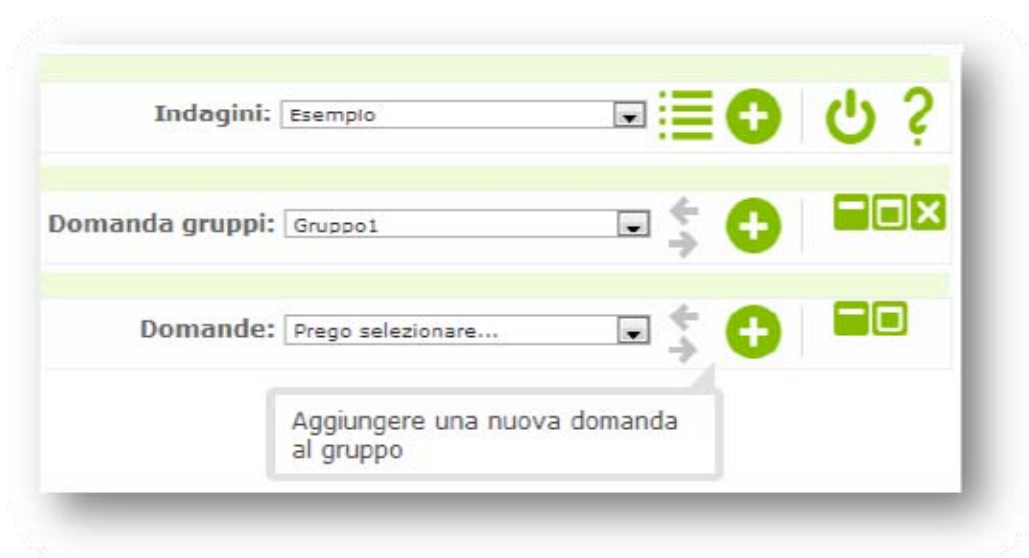 Indagini: Esempio
Domanda gruppi: Gruppo1
Domande: Prego selezionare...
Aggiungere una nuova domanda
al gruppo